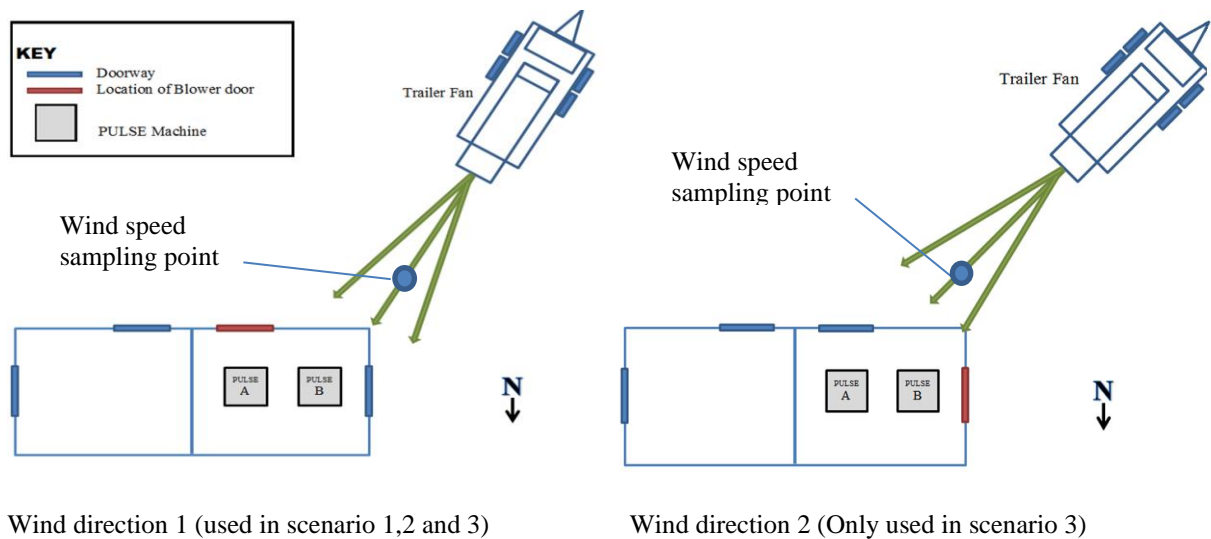 KEY
Doorway
Location of Blower door
PULSE Machine
Trailer Fan
Wind speed
sampling point
PULSE
A
PULSE
B
N
Wind direction 1 (used in scenario 1,2 and 3)
Trailer Fan
Wind speed
sampling point
PULSE
A
PULSE
B
N
Wind direction 2 (Only used in scenario 3)